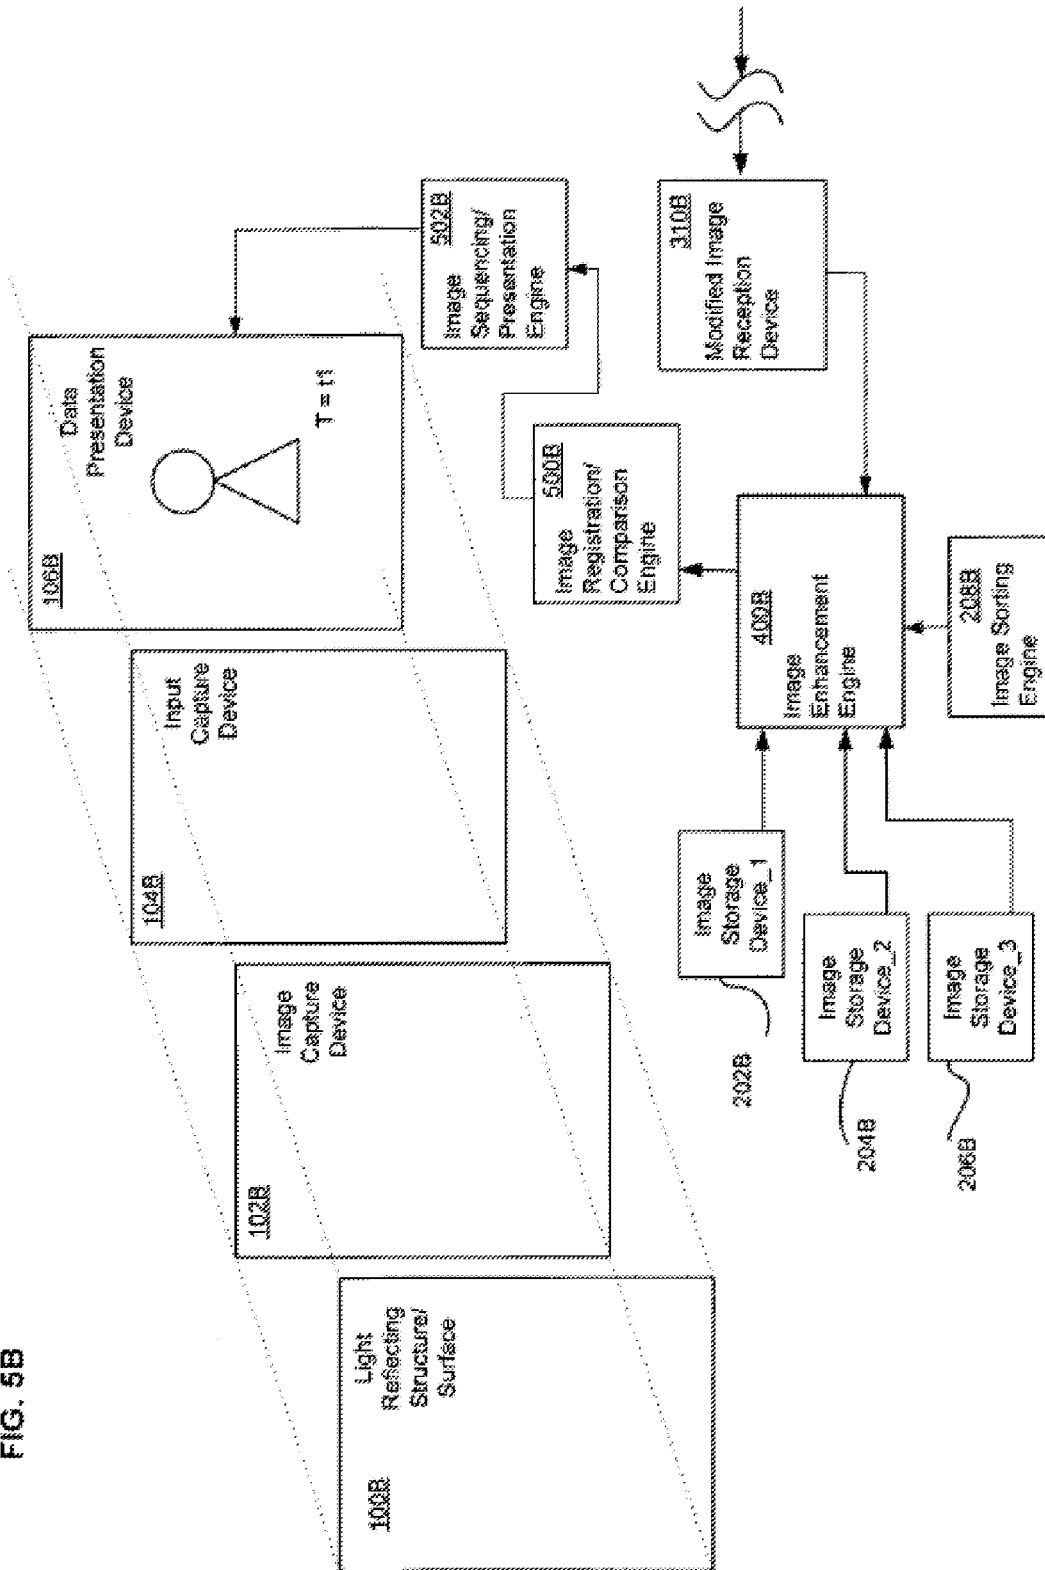 FIG. 5B
100B
Light
Reflecting
Structure/
Surface
102B
Image
Capture
Device
104B
Input
Capture
Device
106B
Data
Presentation
Device
T = t1
202B
Image
Storage
Device_1
204B
Image
Storage
Device_2
206B
Image
Storage
Device_3
400B
Image
Enhancement
Engine
208B
Image Sorting
Engine
500B
Image
Registration/
Comparison
Engine
502B
Image
Sequencing/
Presentation
Engine
310B
Modified Image
Reception
Device